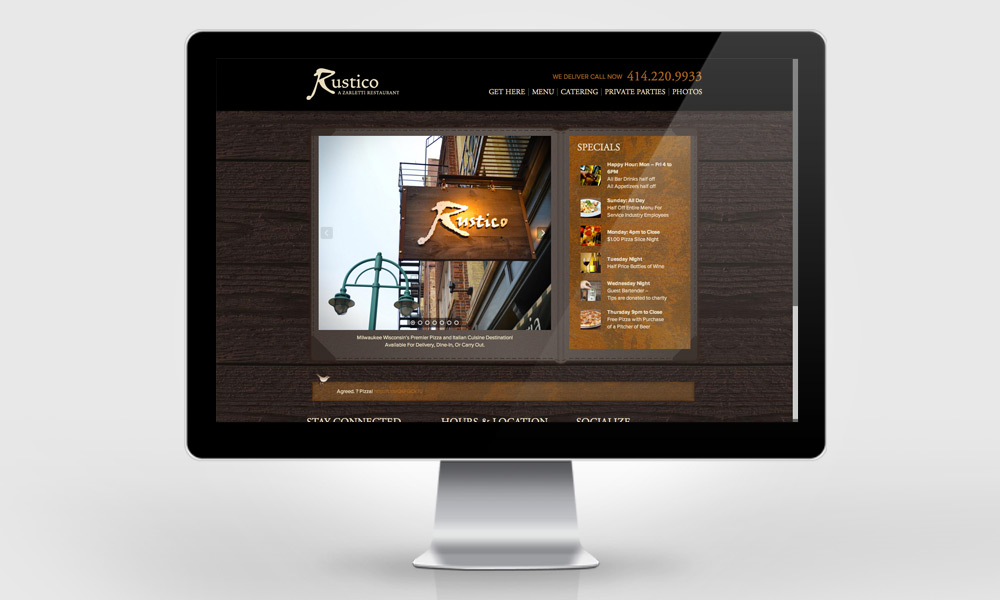 Rustico
A ZARLETTI RESTAURANT
WE DELIVER CALL NOW 414.220.9933
GET HERE | MENU | CATERING | PRIVATE PARTIES | PHOTOS
Rustico
Milwaukee Wisconsin's Premier Pizza and Italian Cuisine Destination!
Available For Delivery, Dine-In, Or Carry Out.
SPECIALS
Happy Hour: Mon – Fri 4 to
6PM
All Bar Drinks half off
All Appetizers half off
Sunday: All Day
Half Off Entire Menu For
Service Industry Employees
Monday: 4pm to Close
$1.00 Pizza Slice Night
Tuesday Night
Half Price Bottles of Wine
Wednesday Night
Guest Bartender –
Tips are donated to charity
Thursday 9pm to Close
Free Pizza with Purchase
of a Pitcher of Beer
Agreed. ? Pizza!
STAY CONNECTED
HOURS & LOCATION
SOCIALIZE